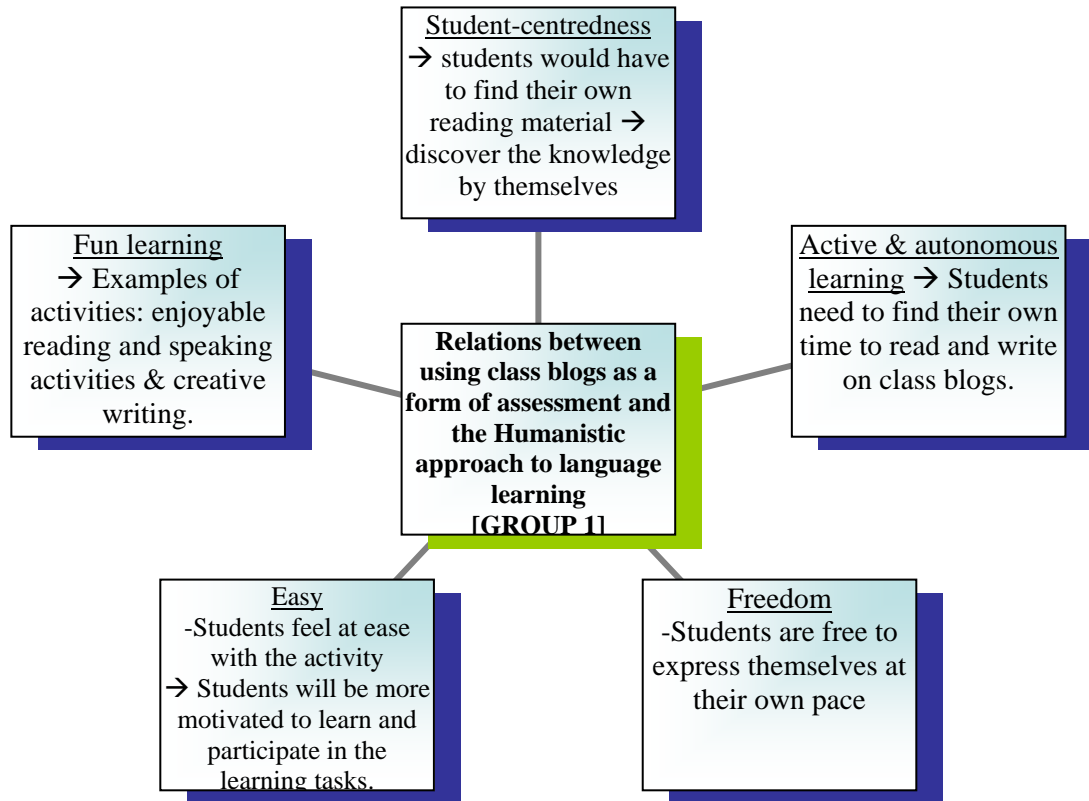 Student-centredness
→ students would have
to find their own
reading material →
discover the knowledge
by themselves
Fun learning
→ Examples of
activities: enjoyable
reading and speaking
activities & creative
writing.
Active & autonomous
learning → Students
need to find their own
time to read and write
on class blogs.
Relations between
using class blogs as a
form of assessment and
the Humanistic
approach to language
learning
[GROUP 1]
Easy
-Students feel at ease
with the activity
→ Students will be more
motivated to learn and
participate in the
learning tasks.
Freedom
-Students are free to
express themselves at
their own pace